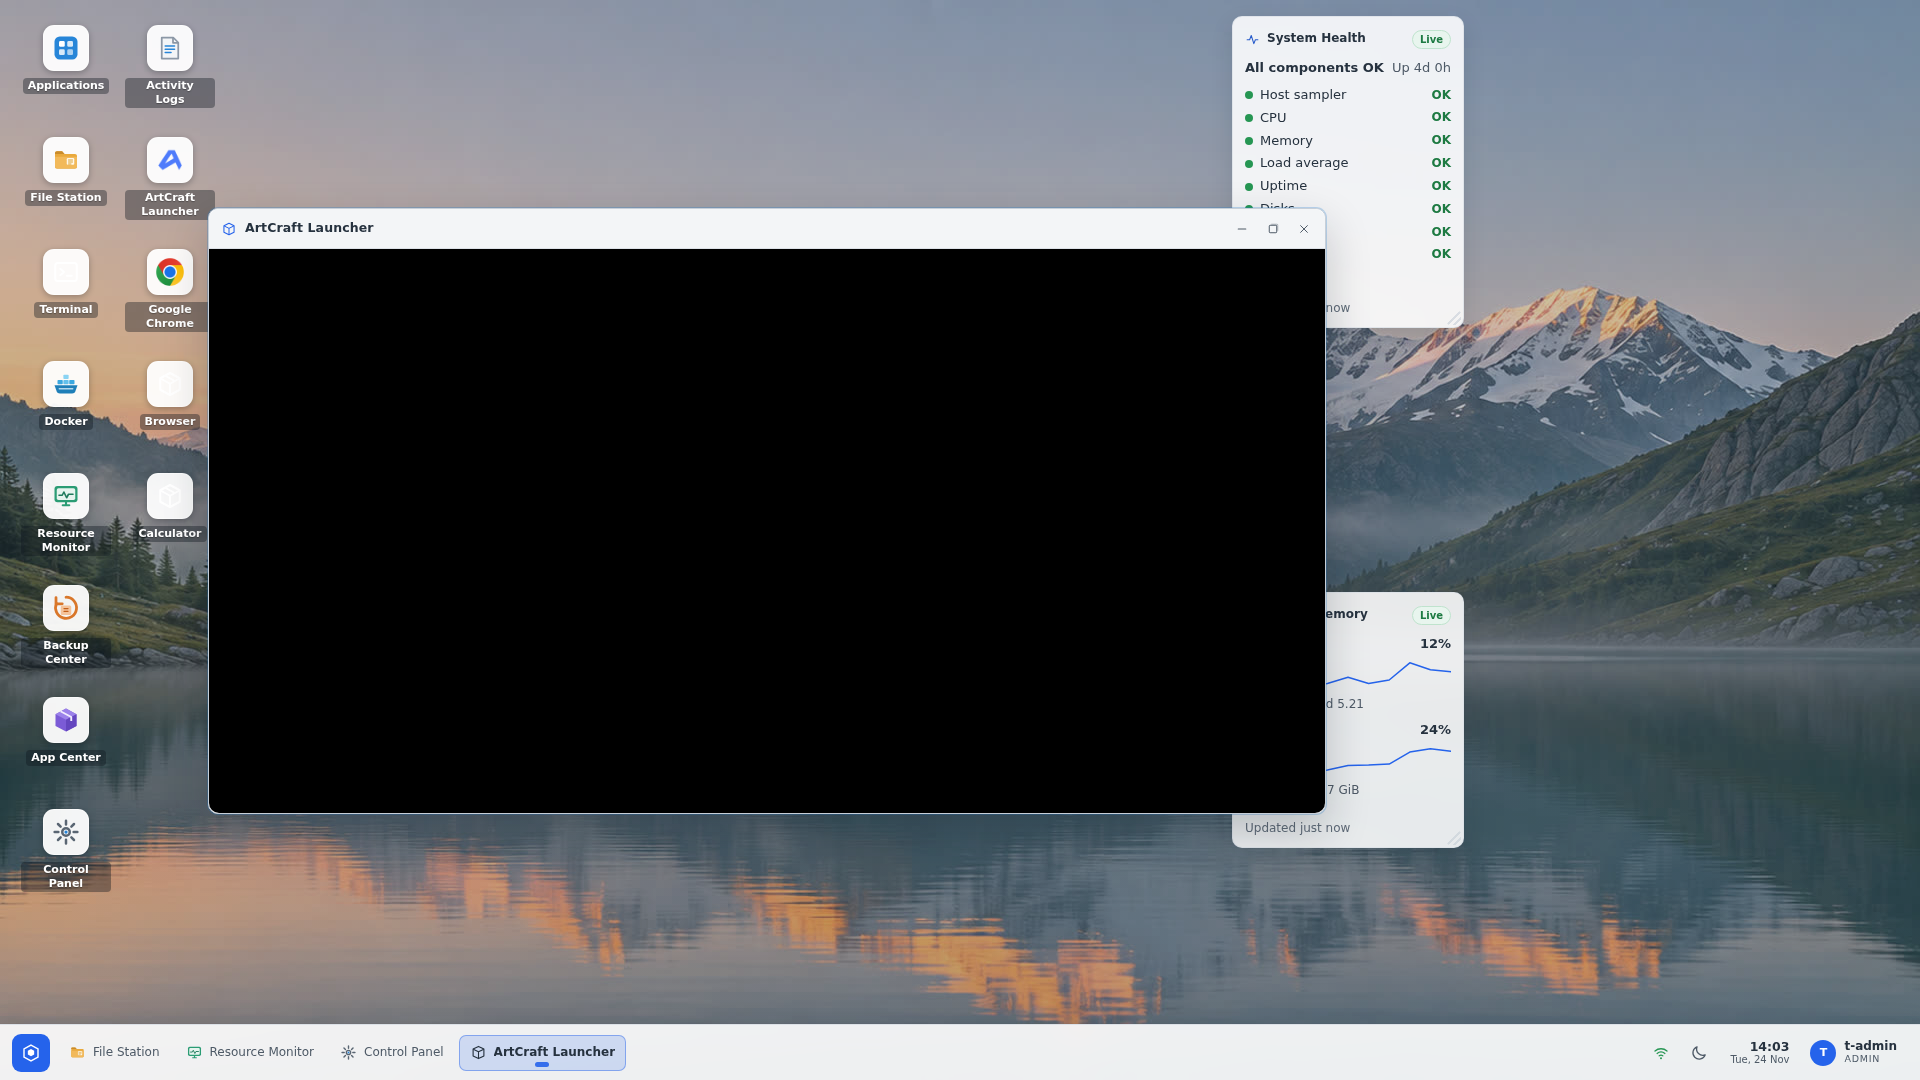 Applications
Activity
Logs
File Station
ArtCraft
Launcher
Terminal
Google
Chrome
Docker
Browser
Resource
Monitor
Calculator
Backup
Center
App Center
Control
Panel
System Health
Live
All components OK Up 4d 0h
Host sampler OK
CPU OK
Memory OK
Load average OK
Uptime OK
Disks OK
OK
OK
now
ArtCraft Launcher
emory
Live
12%
d 5.21
24%
7 GiB
Updated just now
File Station
Resource Monitor
Control Panel
ArtCraft Launcher
14:03
Tue, 24 Nov
T
t-admin
ADMIN